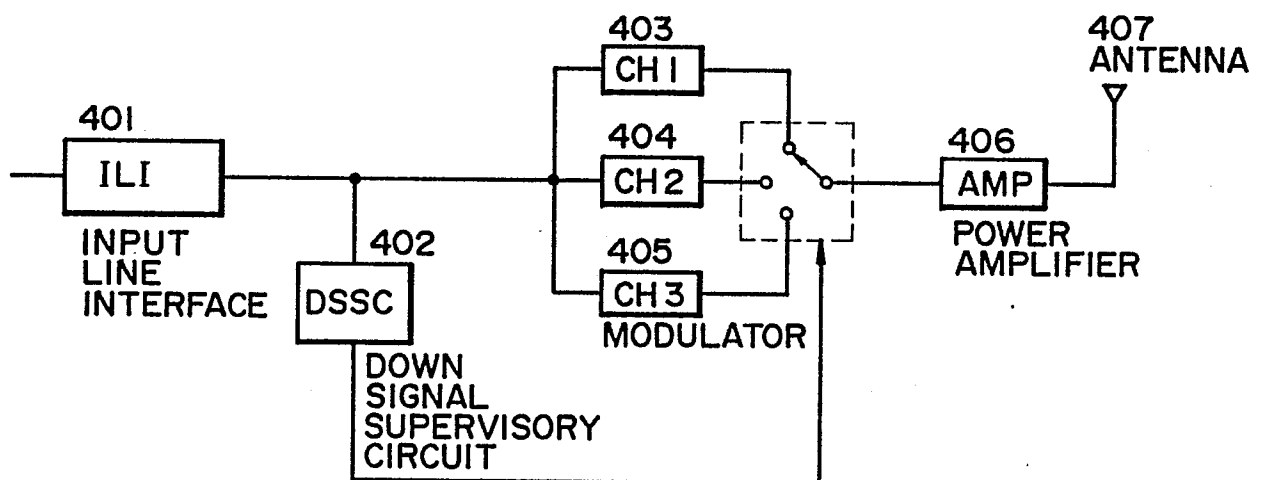 403
CH 1
407
ANTENNA
401
ILI
404
CH 2
406
AMP
INPUT
LINE
INTERFACE
402
DSSC
405
CH 3
MODULATOR
POWER
AMPLIFIER
DOWN
SIGNAL
SUPERVISORY
CIRCUIT